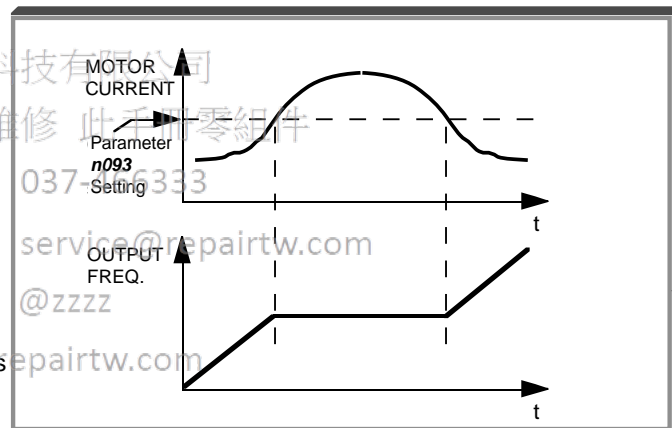 科技有限公司
MOTOR
CURRENT
維修 此手冊零組件
Parameter
n093
Setting
037-466333
t
service@repairtw.com
OUTPUT
FREQ.
@zzzz
s
repairtw.com
t